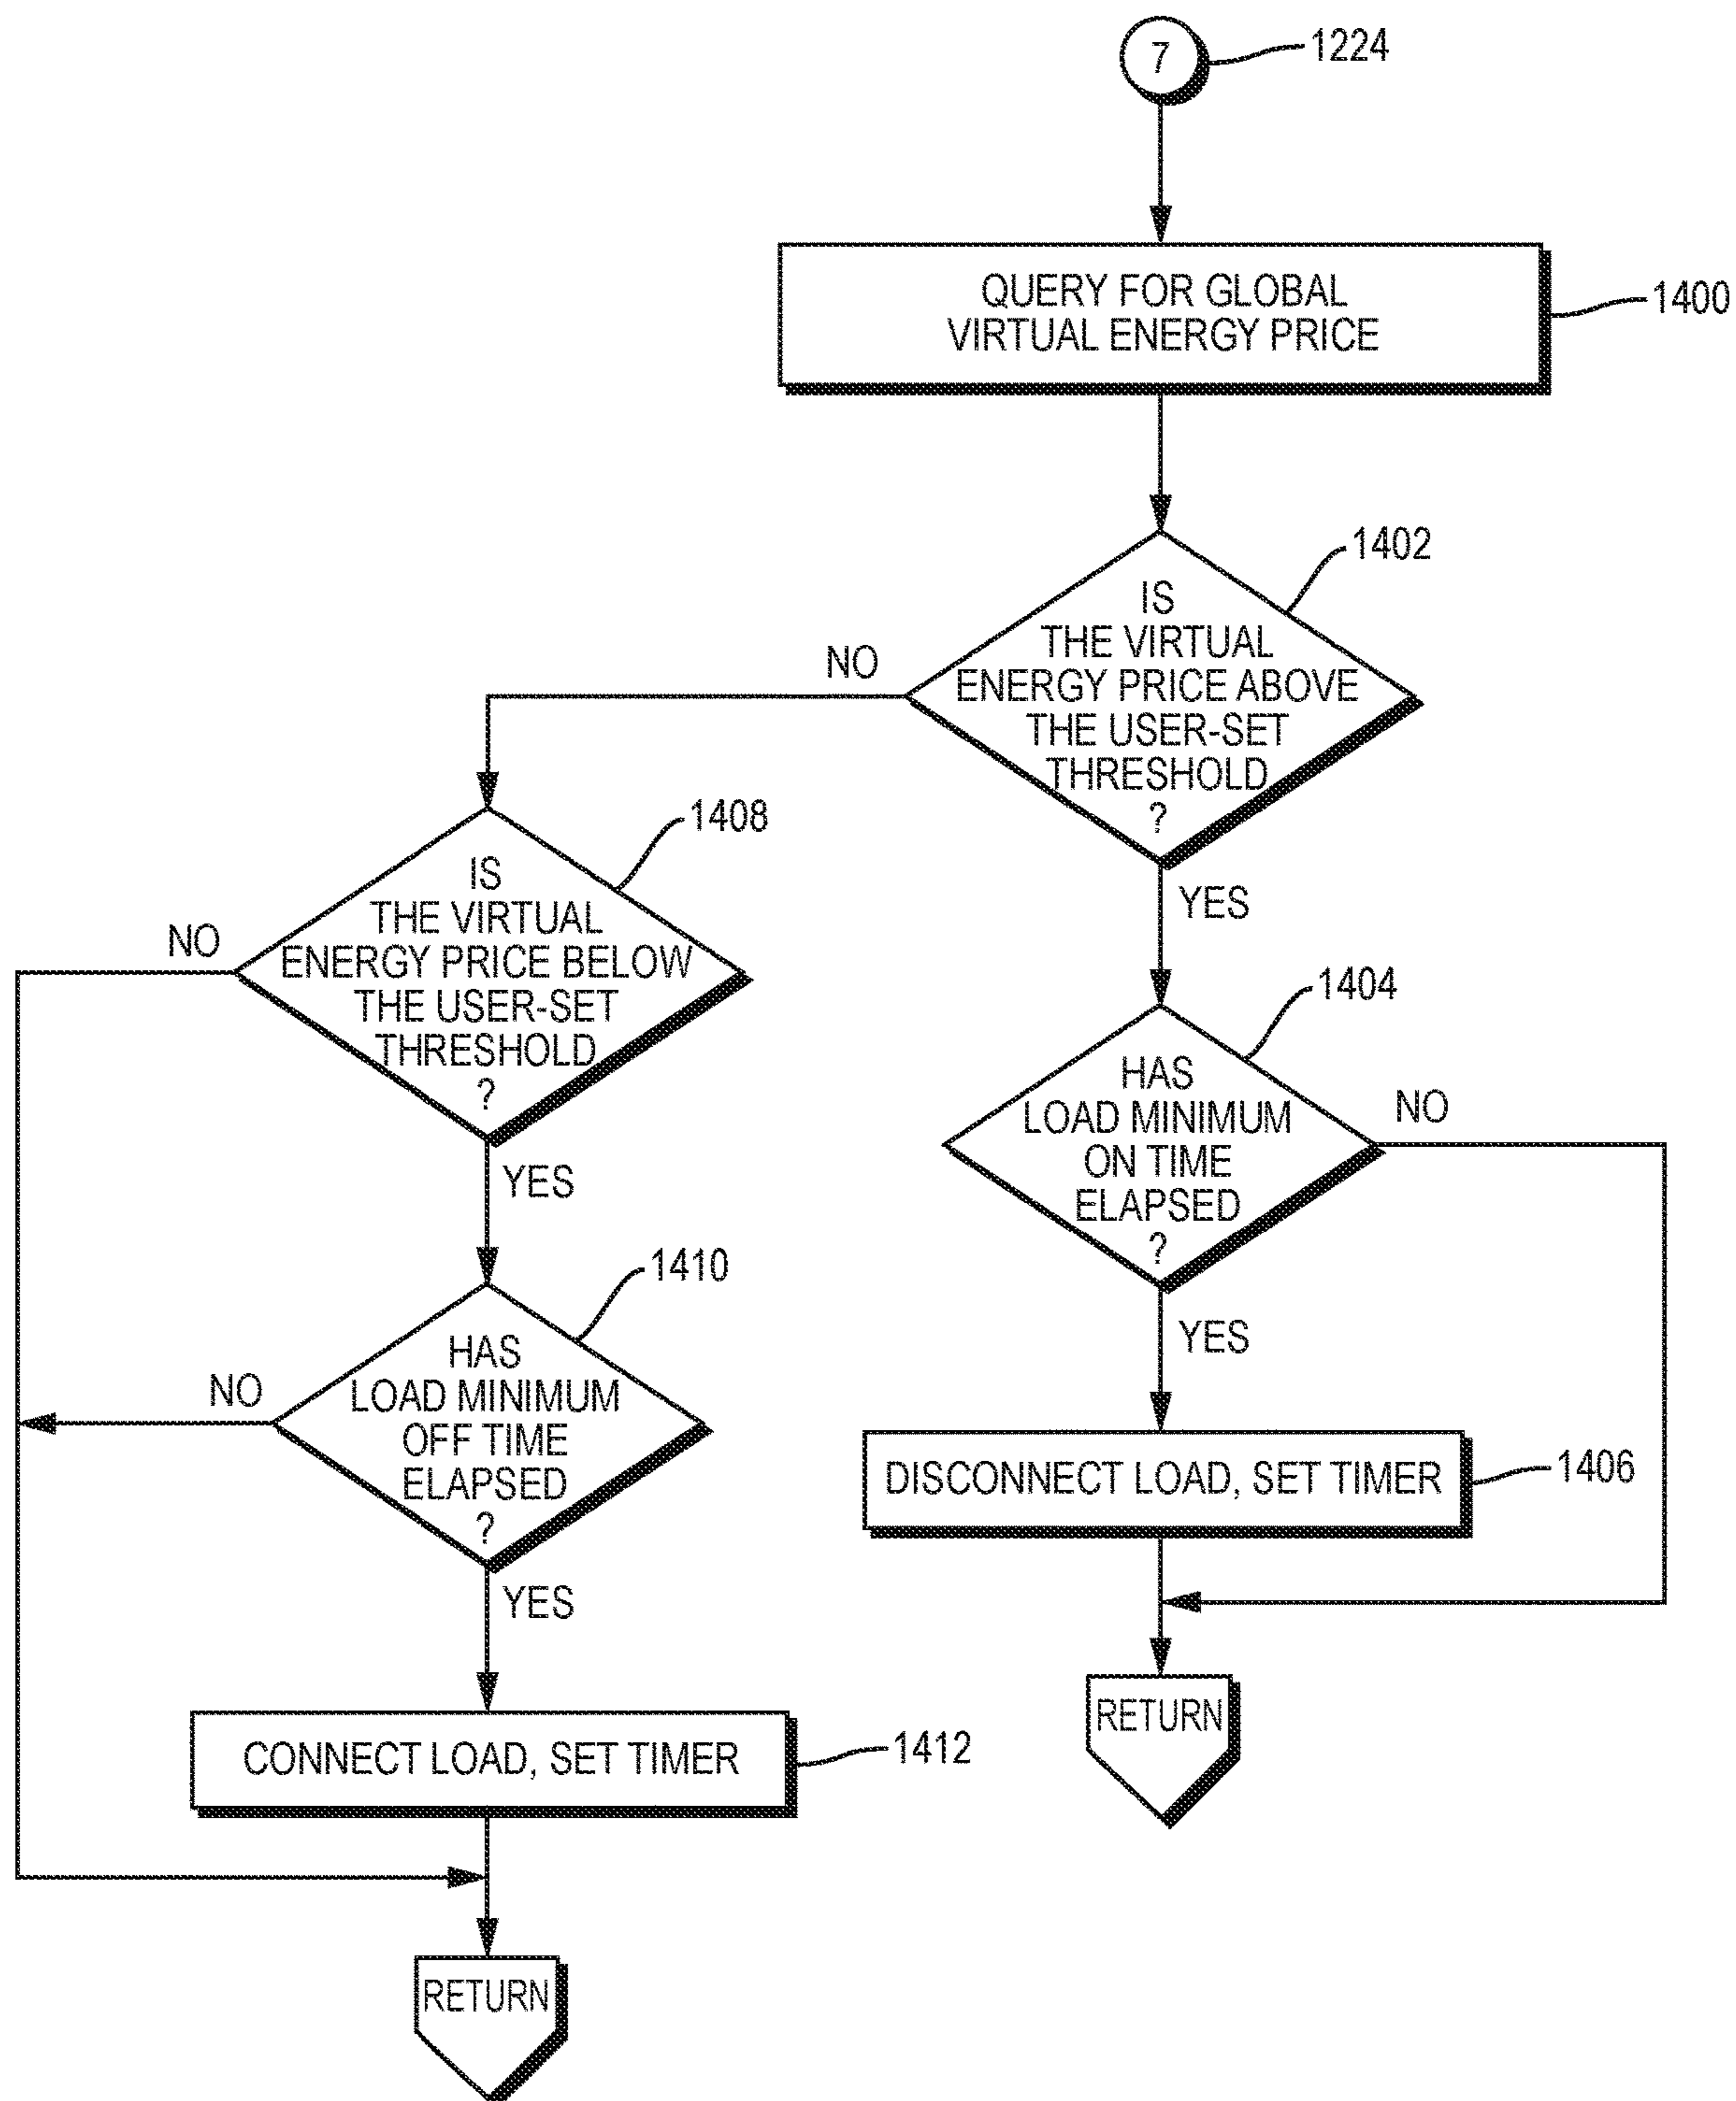 7
1224
QUERY FOR GLOBAL
VIRTUAL ENERGY PRICE
1400
1402
IS
THE VIRTUAL
ENERGY PRICE ABOVE
THE USER-SET
THRESHOLD
?
NO
YES
1408
IS
THE VIRTUAL
ENERGY PRICE BELOW
THE USER-SET
THRESHOLD
?
NO
YES
1404
HAS
LOAD MINIMUM
ON TIME
ELAPSED
?
NO
YES
1410
HAS
LOAD MINIMUM
OFF TIME
ELAPSED
?
NO
YES
DISCONNECT LOAD, SET TIMER
1406
RETURN
CONNECT LOAD, SET TIMER
1412
RETURN